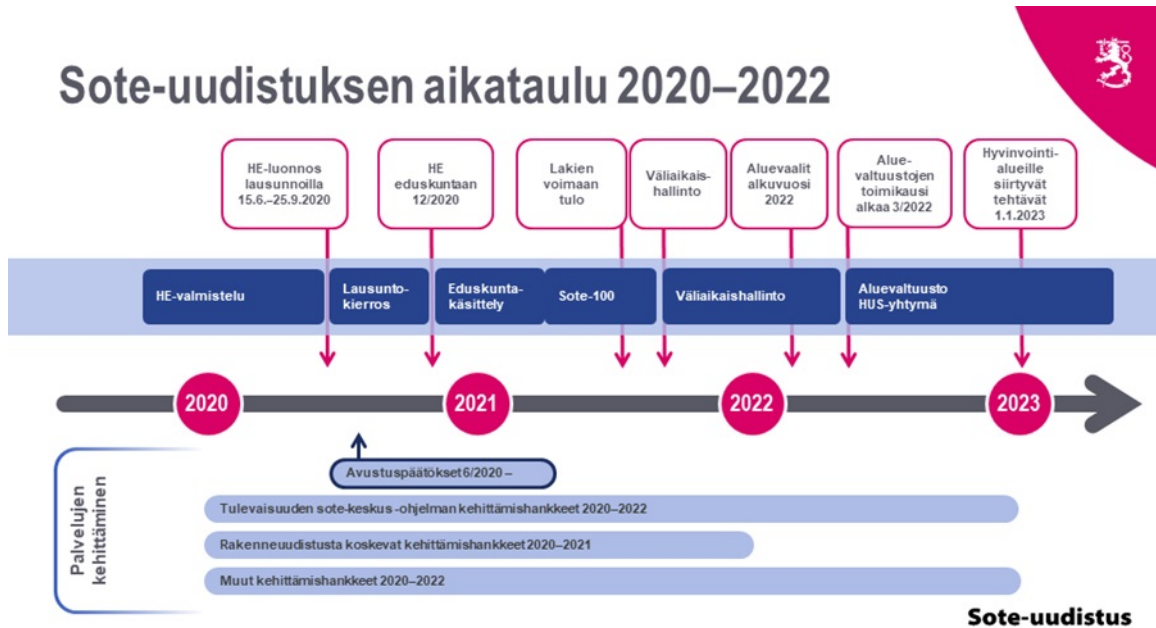 Sote-uudistuksen aikataulu 2020–2022
HE-luonnos
lausunnoilla
15.6.–25.9.2020
HE
eduskuntaan
12/2020
Lakien
voimaan
tulo
Väliaikais-
hallinto
Aluevaalit
alkuvuosi
2022
Alue-
valtuustojen
toimikausi
alkaa 3/2022
Hyvinvointi-
alueille
siirtyvät
tehtävät
1.1.2023
HE-valmistelu
Lausunto-
kierros
Eduskunta-
käsittely
Sote-100
Väliaikaishallinto
Aluevaltuusto
HUS-yhtymä
2020
2021
2022
2023
Palvelujen
kehittäminen
Avustuspäätökset 6/2020 –
Tulevaisuuden sote-keskus -ohjelman kehittämishankkeet 2020–2022
Rakenneuudistusta koskevat kehittämishankkeet 2020–2021
Muut kehittämishankkeet 2020–2022
Sote-uudistus